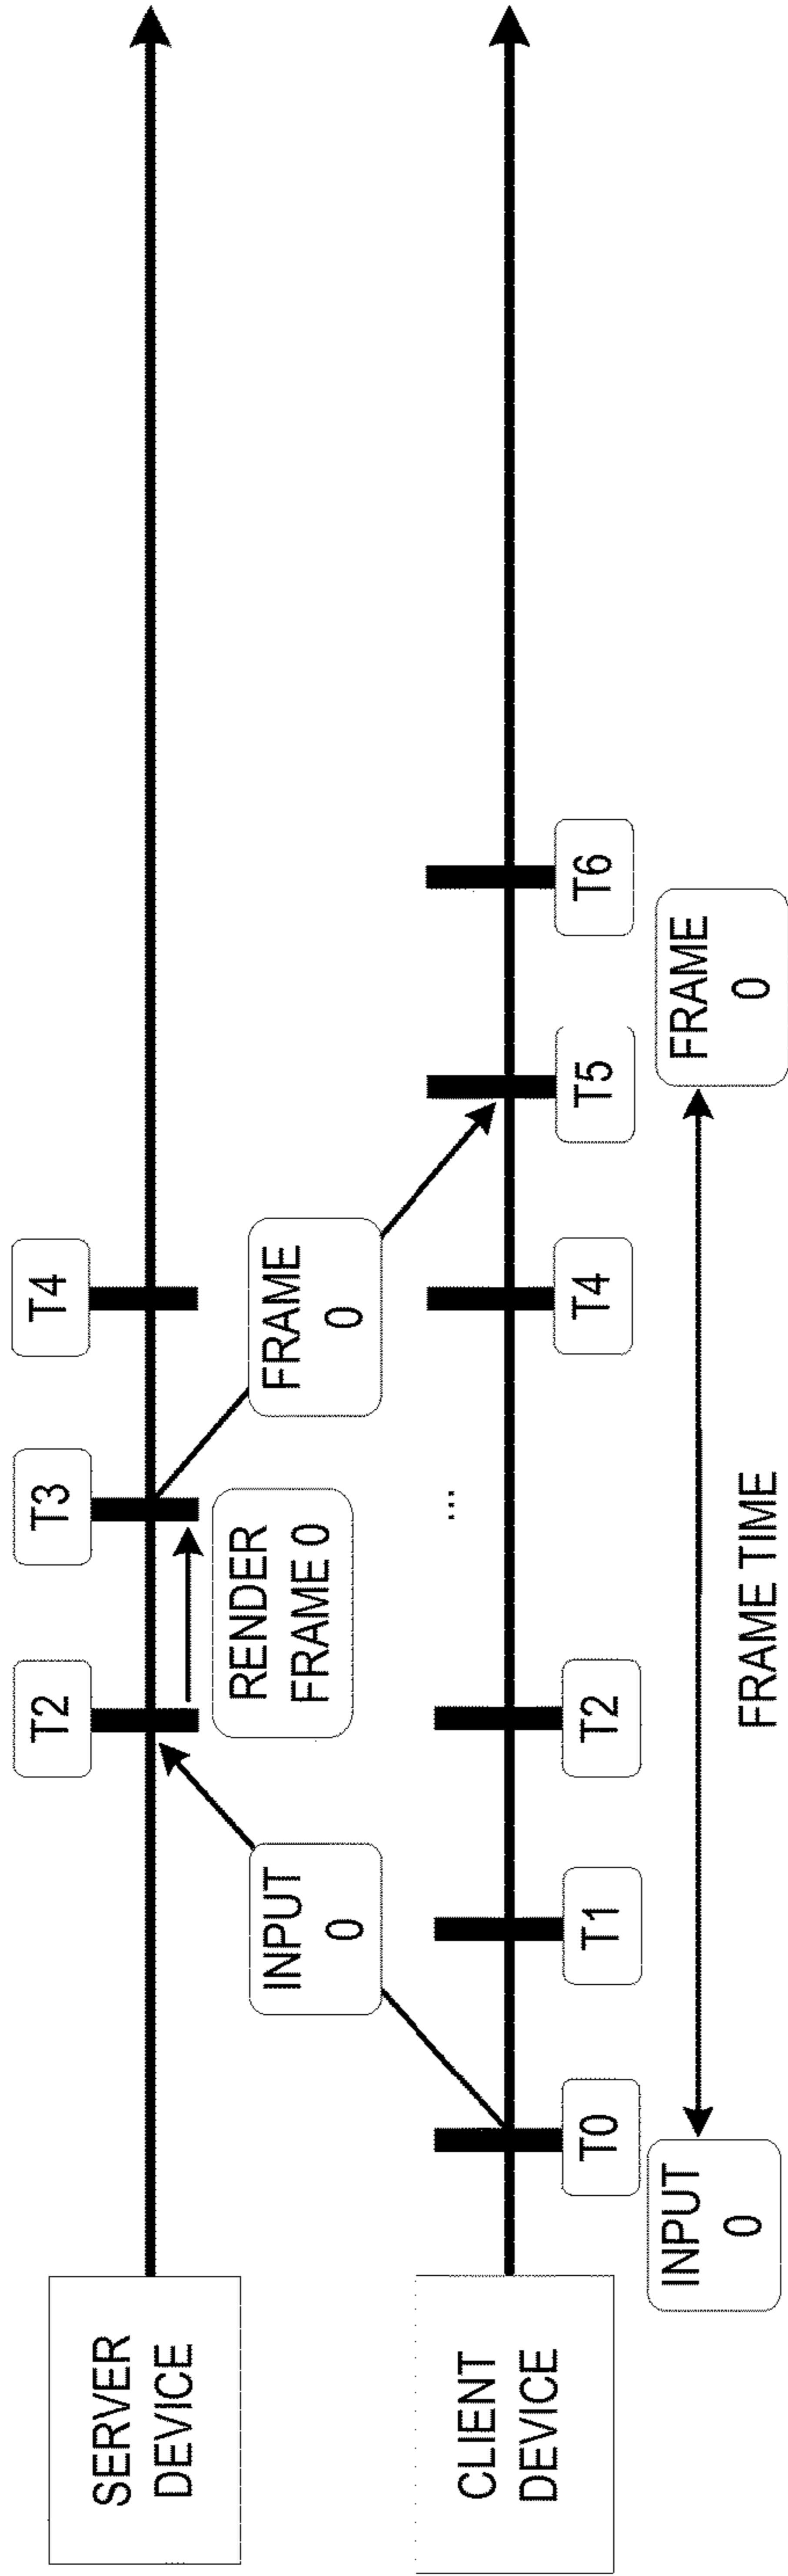 SERVER
DEVICE
T2
T3
T4
RENDER
FRAME 0
INPUT
0
FRAME
0
CLIENT
DEVICE
...
T0
T1
T2
T4
T5
T6
INPUT
0
FRAME TIME
FRAME
0